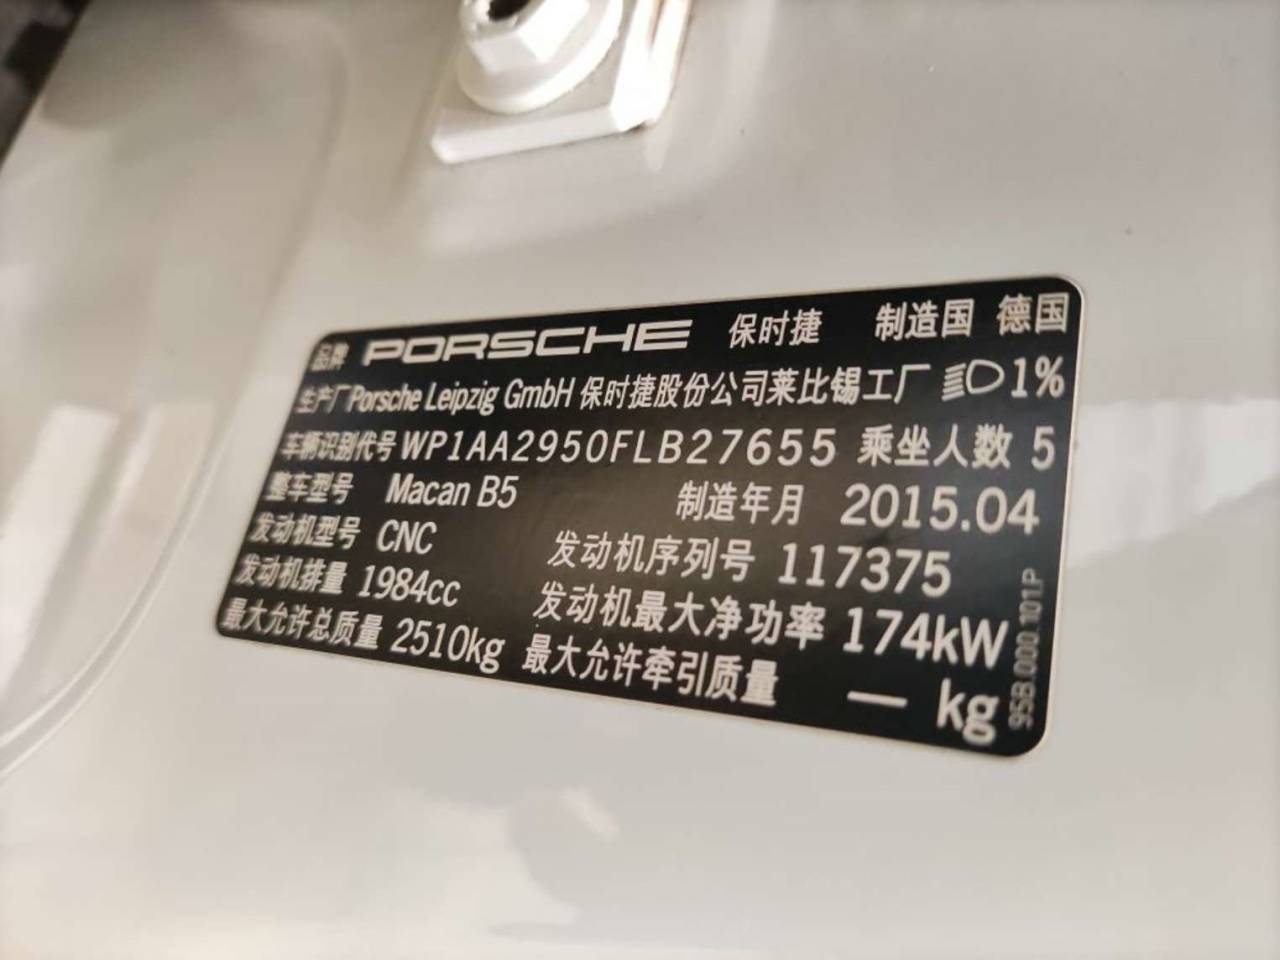 品牌 PORSCHE 保时捷 制造国 德国
生产厂 Porsche Leipzig GmbH 保时捷股份公司莱比锡工厂 1%
车辆识别代号 WP1AA2950FLB27655 乘坐人数 5
整车型号 Macan B5 制造年月 2015.04
发动机型号 CNC 发动机序列号 117375
发动机排量 1984cc 发动机最大净功率 174kW
最大允许总质量 2510kg 最大允许牵引质量 — kg
95B.000.101.P